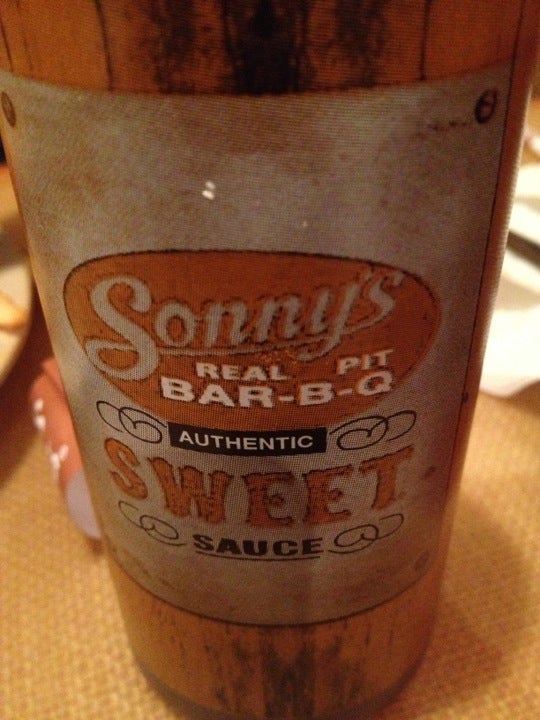 Sonny's
REAL PIT
BAR-B-Q
AUTHENTIC
SWEET
SAUCE